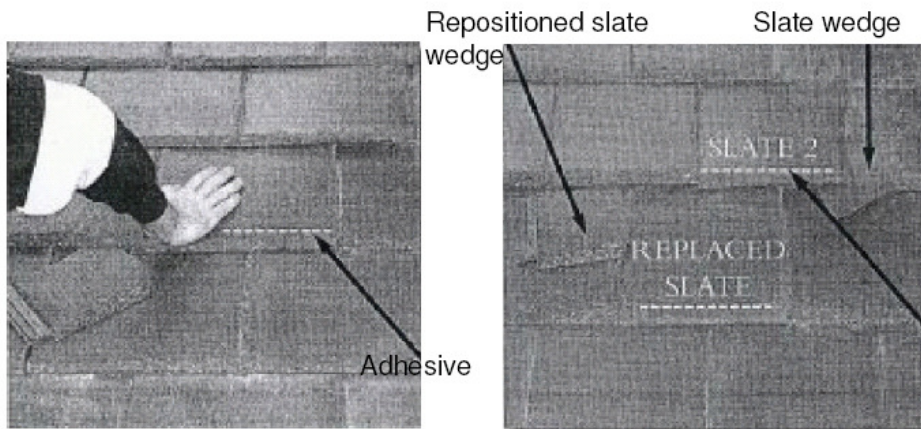 Repositioned slate
wedge
Slate wedge
SLATE 2
REPLACED
SLATE
Adhesive